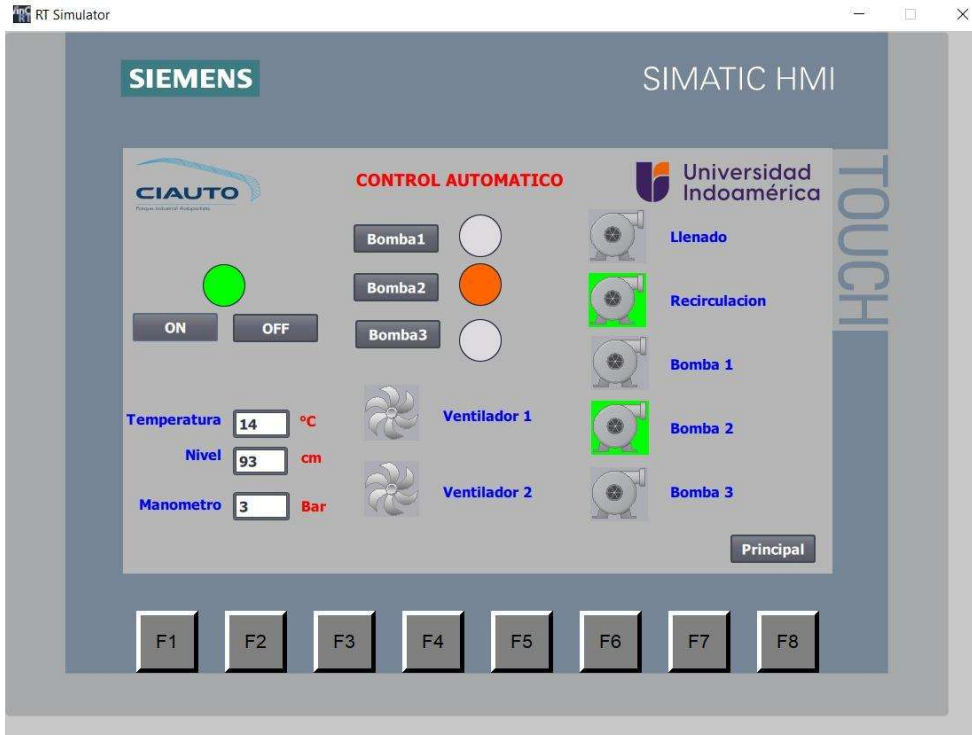 RT Simulator
SIEMENS
SIMATIC HMI
TOUCH
CIAUTO
CONTROL AUTOMATICO
Universidad
Indoamérica
Bomba1
Bomba2
Bomba3
ON
OFF
Llenado
Recirculacion
Bomba 1
Bomba 2
Bomba 3
Temperatura 14 °C
Nivel 93 cm
Manometro 3 Bar
Ventilador 1
Ventilador 2
Principal
F1 F2 F3 F4 F5 F6 F7 F8